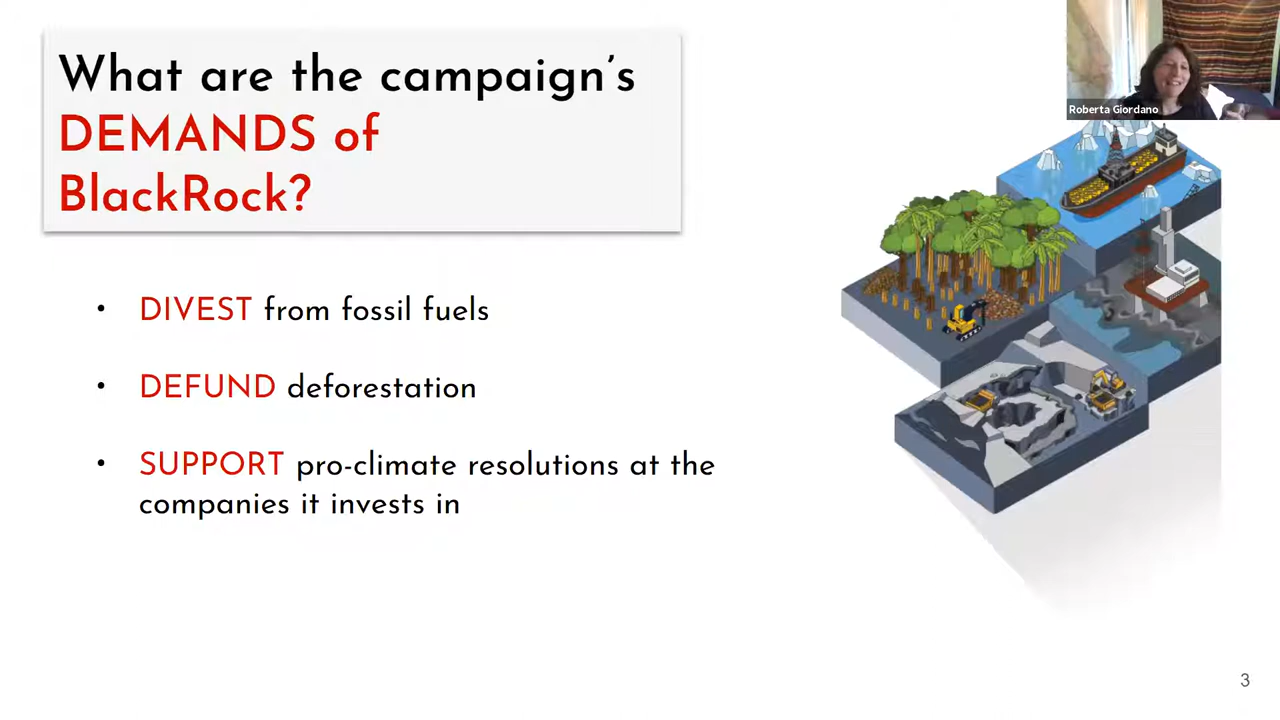 What are the campaign's
DEMANDS of
BlackRock?
Roberta Giordano
• DIVEST from fossil fuels
• DEFUND deforestation
• SUPPORT pro-climate resolutions at the
companies it invests in
3